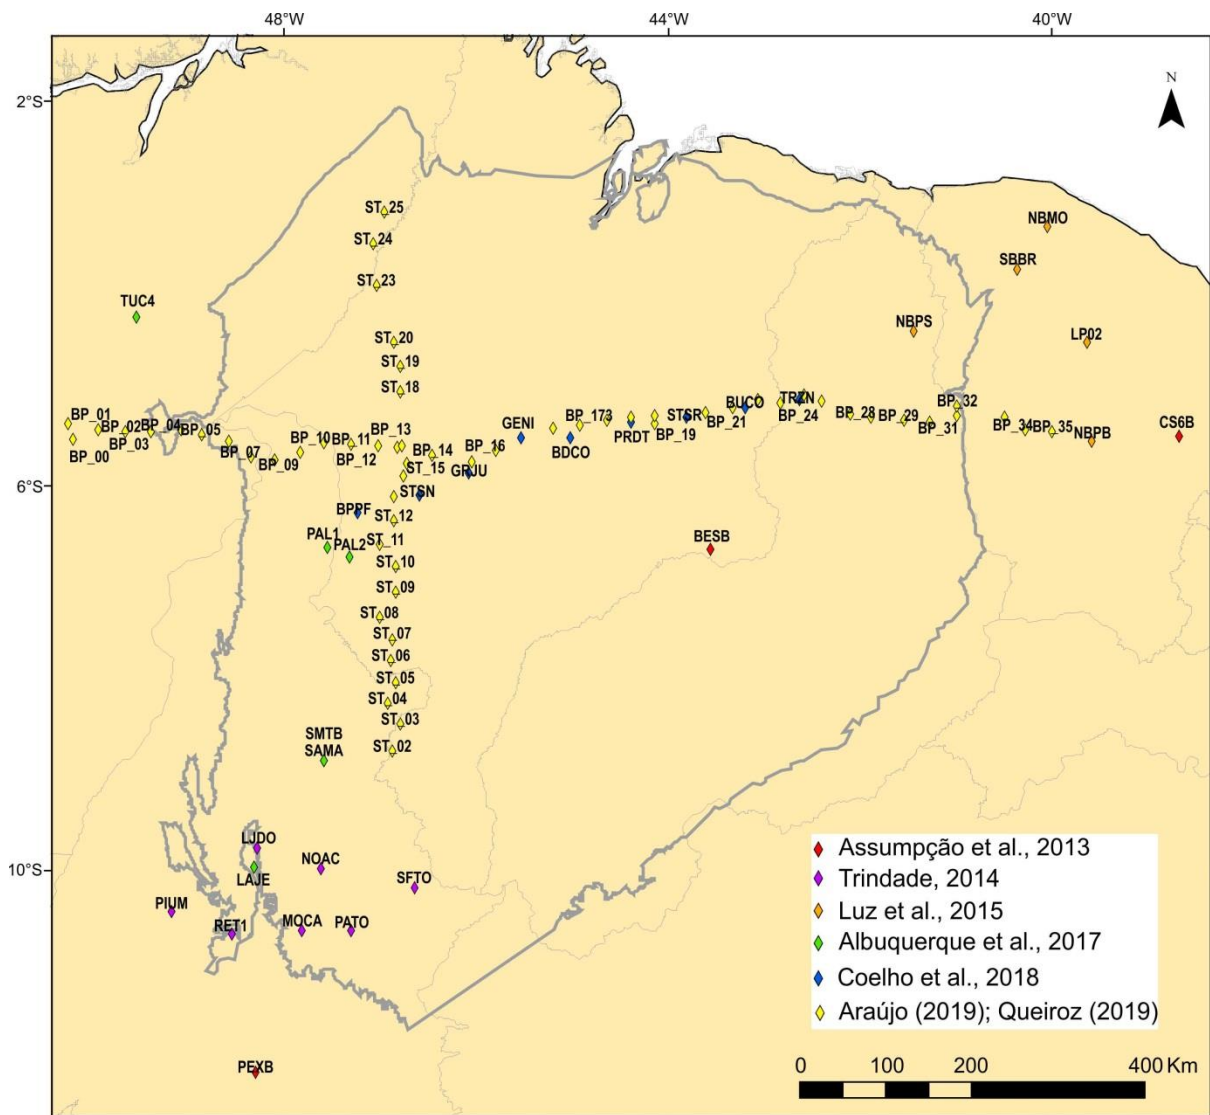 48°W 44°W 40°W
2°S
N
ST_25
NBMO
ST_24
SBBR
ST_23
TUC4
NBPS
ST_20
LP02
ST_19
ST_18
BP_01
BP_02
BP_04
BP_05
BP_10
BP_11
BP_13
GENI
BP_173
STSR
BUCO
TRZN
BP_28
BP_32
CS6B
BP_00
BP_03
BP_07
BP_09
BP_12
BP_14
BP_16
BDCO
PRDT
BP_19
BP_21
BP_24
BP_29
BP_31
BP_34
BP_35
NBPB
ST_15
GRJU
6°S
STSN
BPPF
ST_12
PAL1
PAL2
ST_11
BESB
ST_10
ST_09
ST_08
ST_07
ST_06
ST_05
ST_04
ST_03
SMTB
SAMA
ST_02
LJDO
NOAC
10°S
LAJE
SFTO
PIUM
RET1
MOCA
PATO
PEXB
Assumpção et al., 2013
Trindade, 2014
Luz et al., 2015
Albuquerque et al., 2017
Coelho et al., 2018
Araújo (2019); Queiroz (2019)
0 100 200 400 Km